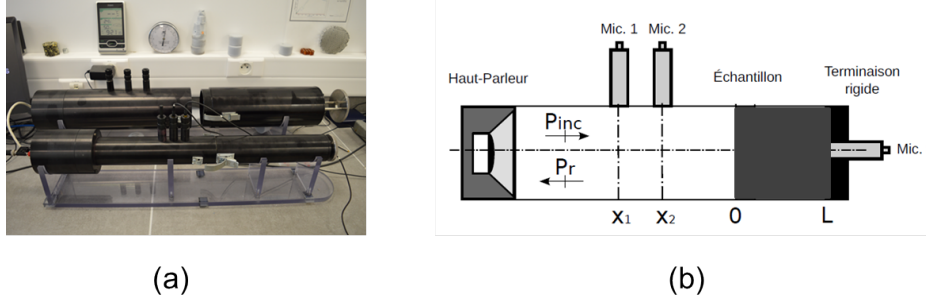 Mic. 1
Mic. 2
Haut-Parleur
Échantillon
Terminaison
rigide
Pinc
Pr
Mic.
x1
x2
0
L
(a)
(b)